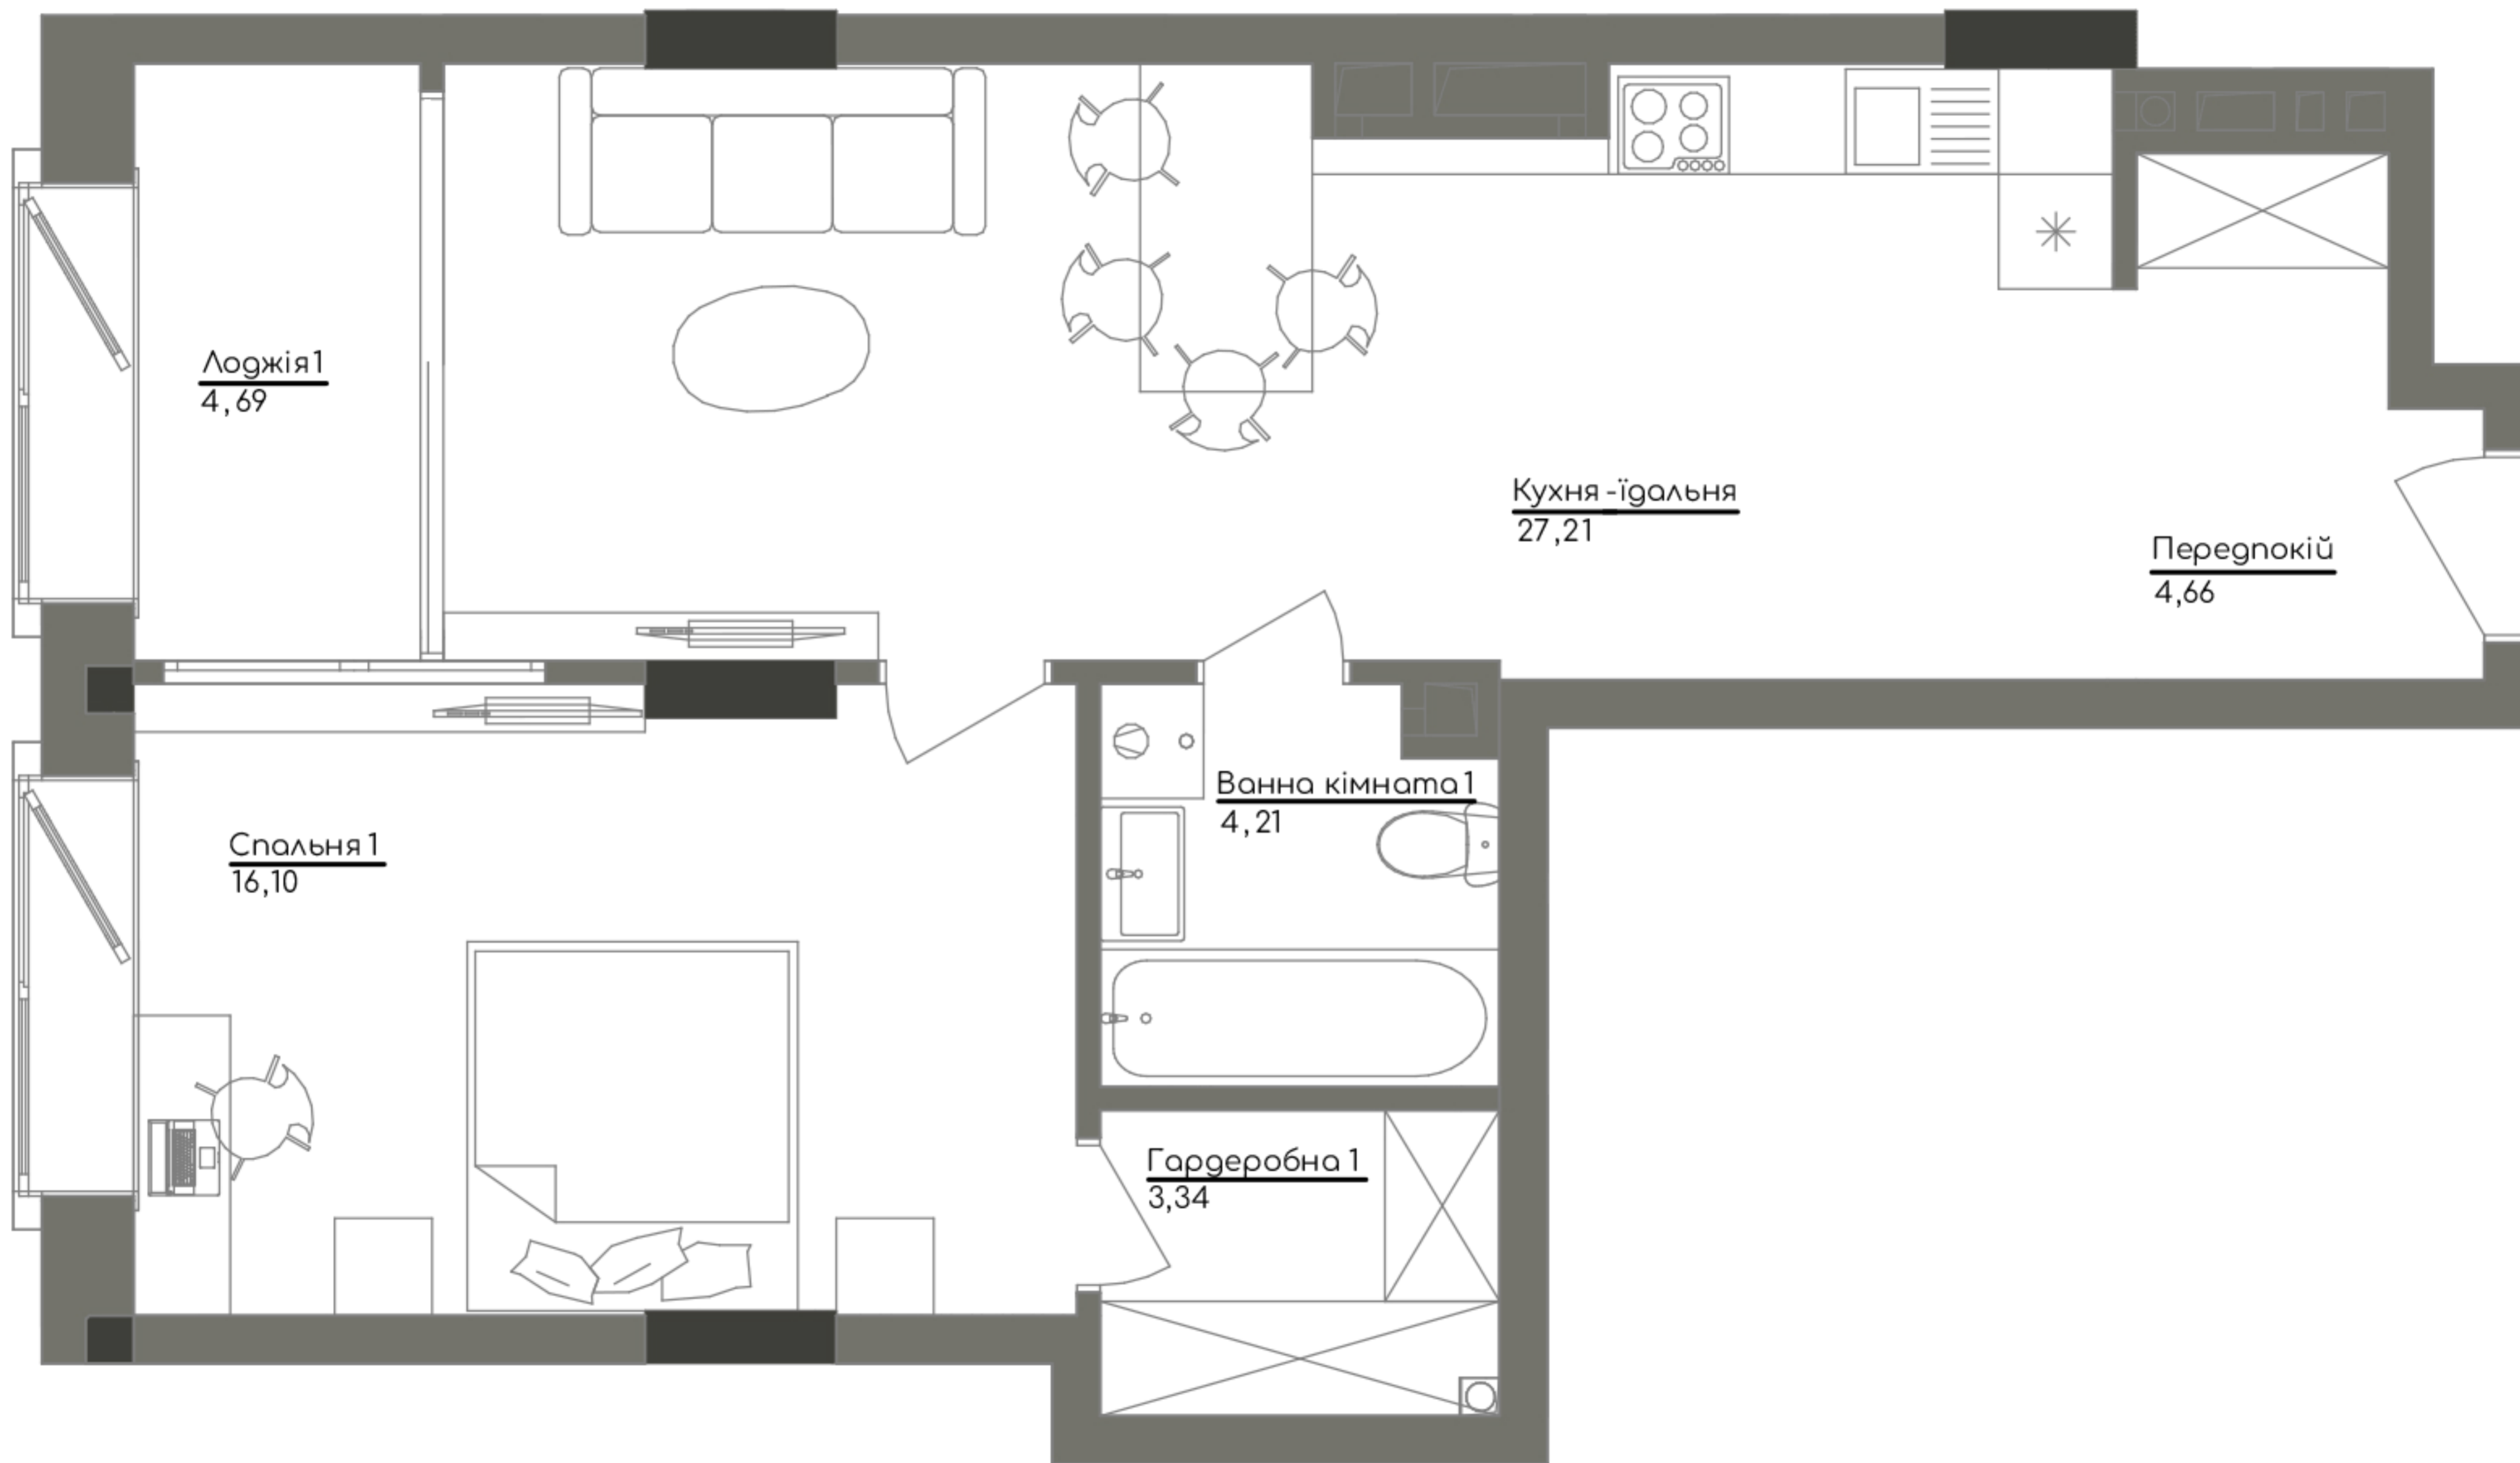 Лоджія 1
4,69
Кухня-їдальня
27,21
Передпокій
4,66
Ванна кімната 1
4,21
Спальня 1
16,10
Гардеробна 1
3,34